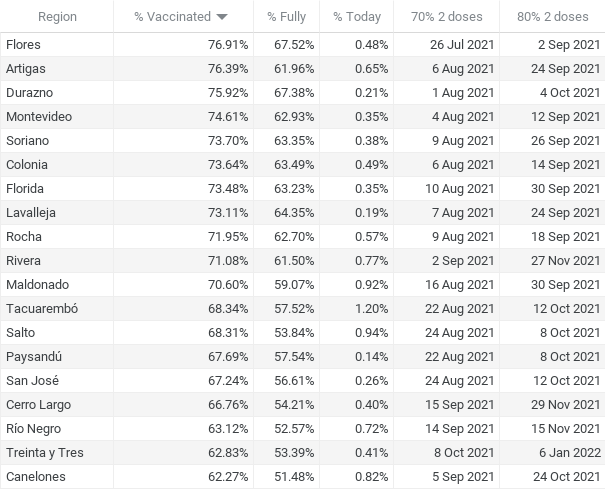 Region % Vaccinated % Fully % Today 70% 2 doses 80% 2 doses
Flores 76.91% 67.52% 0.48% 26 Jul 2021 2 Sep 2021
Artigas 76.39% 61.96% 0.65% 6 Aug 2021 24 Sep 2021
Durazno 75.92% 67.38% 0.21% 1 Aug 2021 4 Oct 2021
Montevideo 74.61% 62.93% 0.35% 4 Aug 2021 12 Sep 2021
Soriano 73.70% 63.35% 0.38% 9 Aug 2021 26 Sep 2021
Colonia 73.64% 63.49% 0.49% 6 Aug 2021 14 Sep 2021
Florida 73.48% 63.23% 0.35% 10 Aug 2021 30 Sep 2021
Lavalleja 73.11% 64.35% 0.19% 7 Aug 2021 24 Sep 2021
Rocha 71.95% 62.70% 0.57% 9 Aug 2021 18 Sep 2021
Rivera 71.08% 61.50% 0.77% 2 Sep 2021 27 Nov 2021
Maldonado 70.60% 59.07% 0.92% 16 Aug 2021 30 Sep 2021
Tacuarembó 68.34% 57.52% 1.20% 22 Aug 2021 12 Oct 2021
Salto 68.31% 53.84% 0.94% 24 Aug 2021 8 Oct 2021
Paysandú 67.69% 57.54% 0.14% 22 Aug 2021 8 Oct 2021
San José 67.24% 56.61% 0.26% 24 Aug 2021 12 Oct 2021
Cerro Largo 66.76% 54.21% 0.40% 15 Sep 2021 29 Nov 2021
Río Negro 63.12% 52.57% 0.72% 14 Sep 2021 15 Nov 2021
Treinta y Tres 62.83% 53.39% 0.41% 8 Oct 2021 6 Jan 2022
Canelones 62.27% 51.48% 0.82% 5 Sep 2021 24 Oct 2021